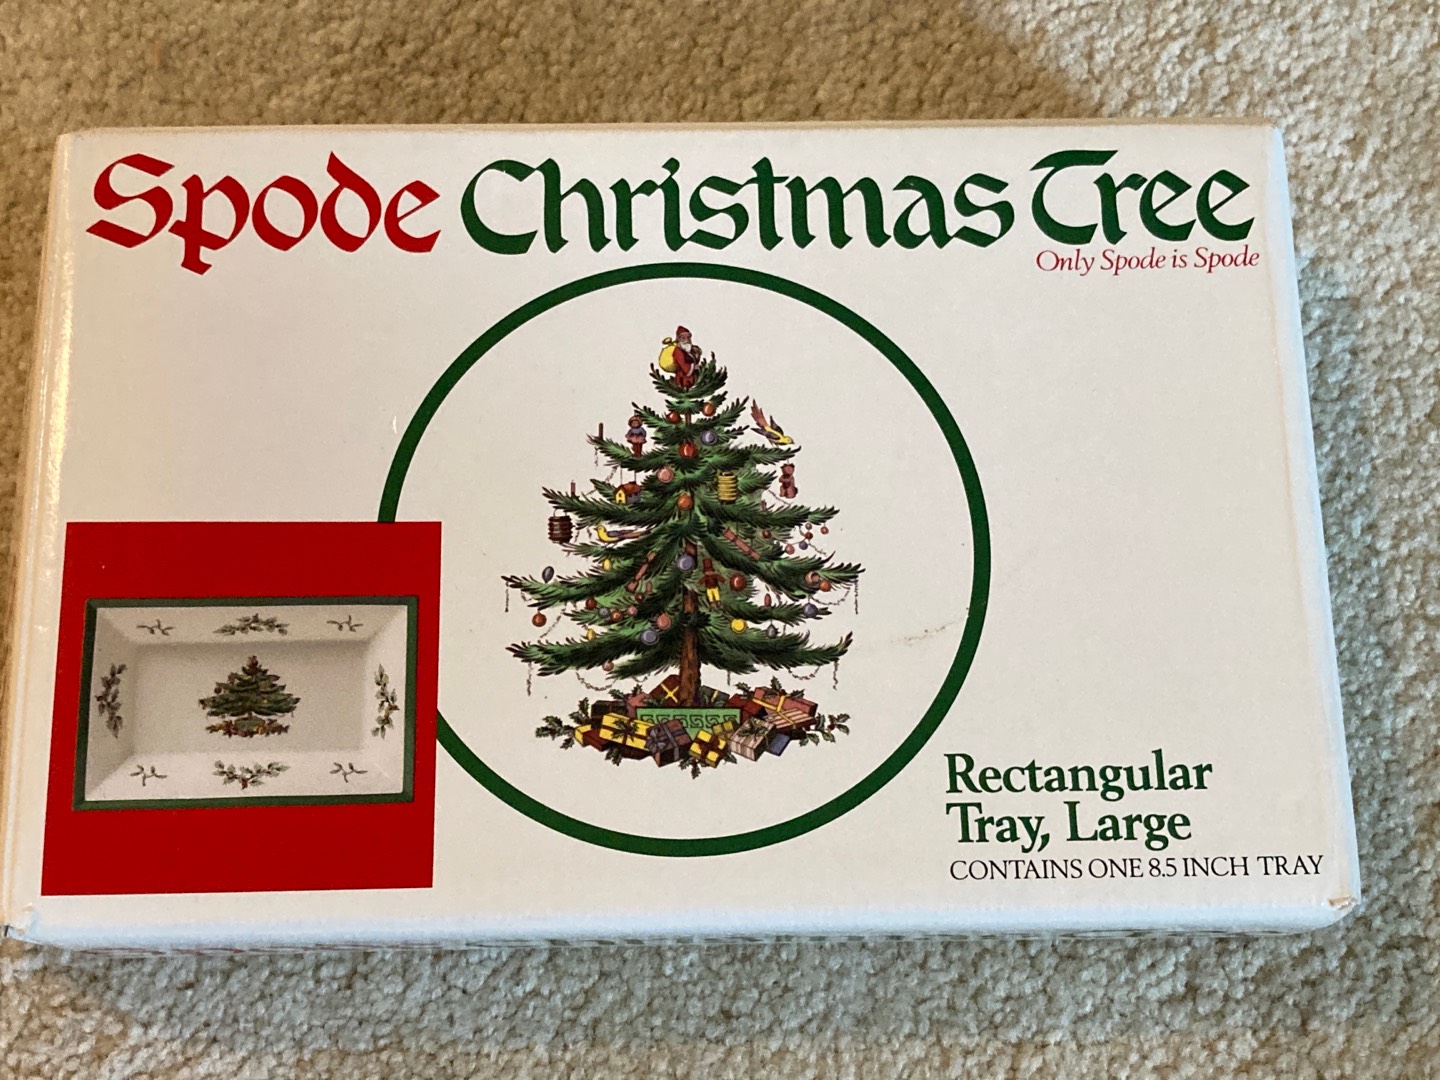 Spode Christmas Tree
Only Spode is Spode
Rectangular
Tray, Large
CONTAINS ONE 8.5 INCH TRAY